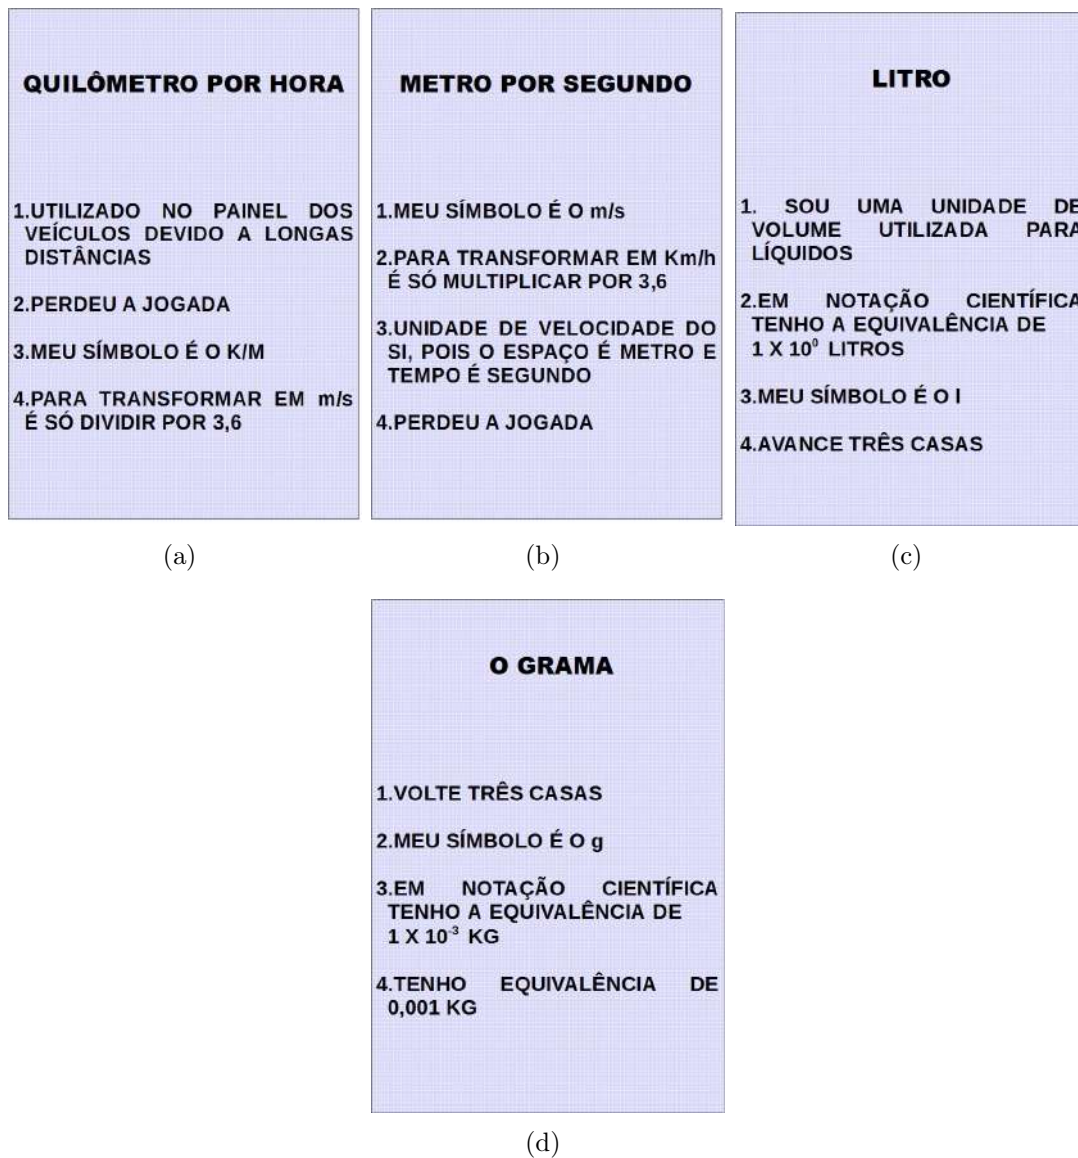 QUILÔMETRO POR HORA
1.UTILIZADO NO PAINEL DOS
VEÍCULOS DEVIDO A LONGAS
DISTÂNCIAS
2.PERDEU A JOGADA
3.MEU SÍMBOLO É O K/M
4.PARA TRANSFORMAR EM m/s
É SÓ DIVIDIR POR 3,6
(a)
METRO POR SEGUNDO
1.MEU SÍMBOLO É O m/s
2.PARA TRANSFORMAR EM Km/h
É SÓ MULTIPLICAR POR 3,6
3.UNIDADE DE VELOCIDADE DO
SI, POIS O ESPAÇO É METRO E
TEMPO É SEGUNDO
4.PERDEU A JOGADA
(b)
LITRO
1. SOU UMA UNIDADE DE
VOLUME UTILIZADA PARA
LÍQUIDOS
2.EM NOTAÇÃO CIENTÍFICA
TENHO A EQUIVALÊNCIA DE
1 X 10⁰ LITROS
3.MEU SÍMBOLO É O l
4.AVANCE TRÊS CASAS
(c)
O GRAMA
1.VOLTE TRÊS CASAS
2.MEU SÍMBOLO É O g
3.EM NOTAÇÃO CIENTÍFICA
TENHO A EQUIVALÊNCIA DE
1 X 10⁻³ KG
4.TENHO EQUIVALÊNCIA DE
0,001 KG
(d)